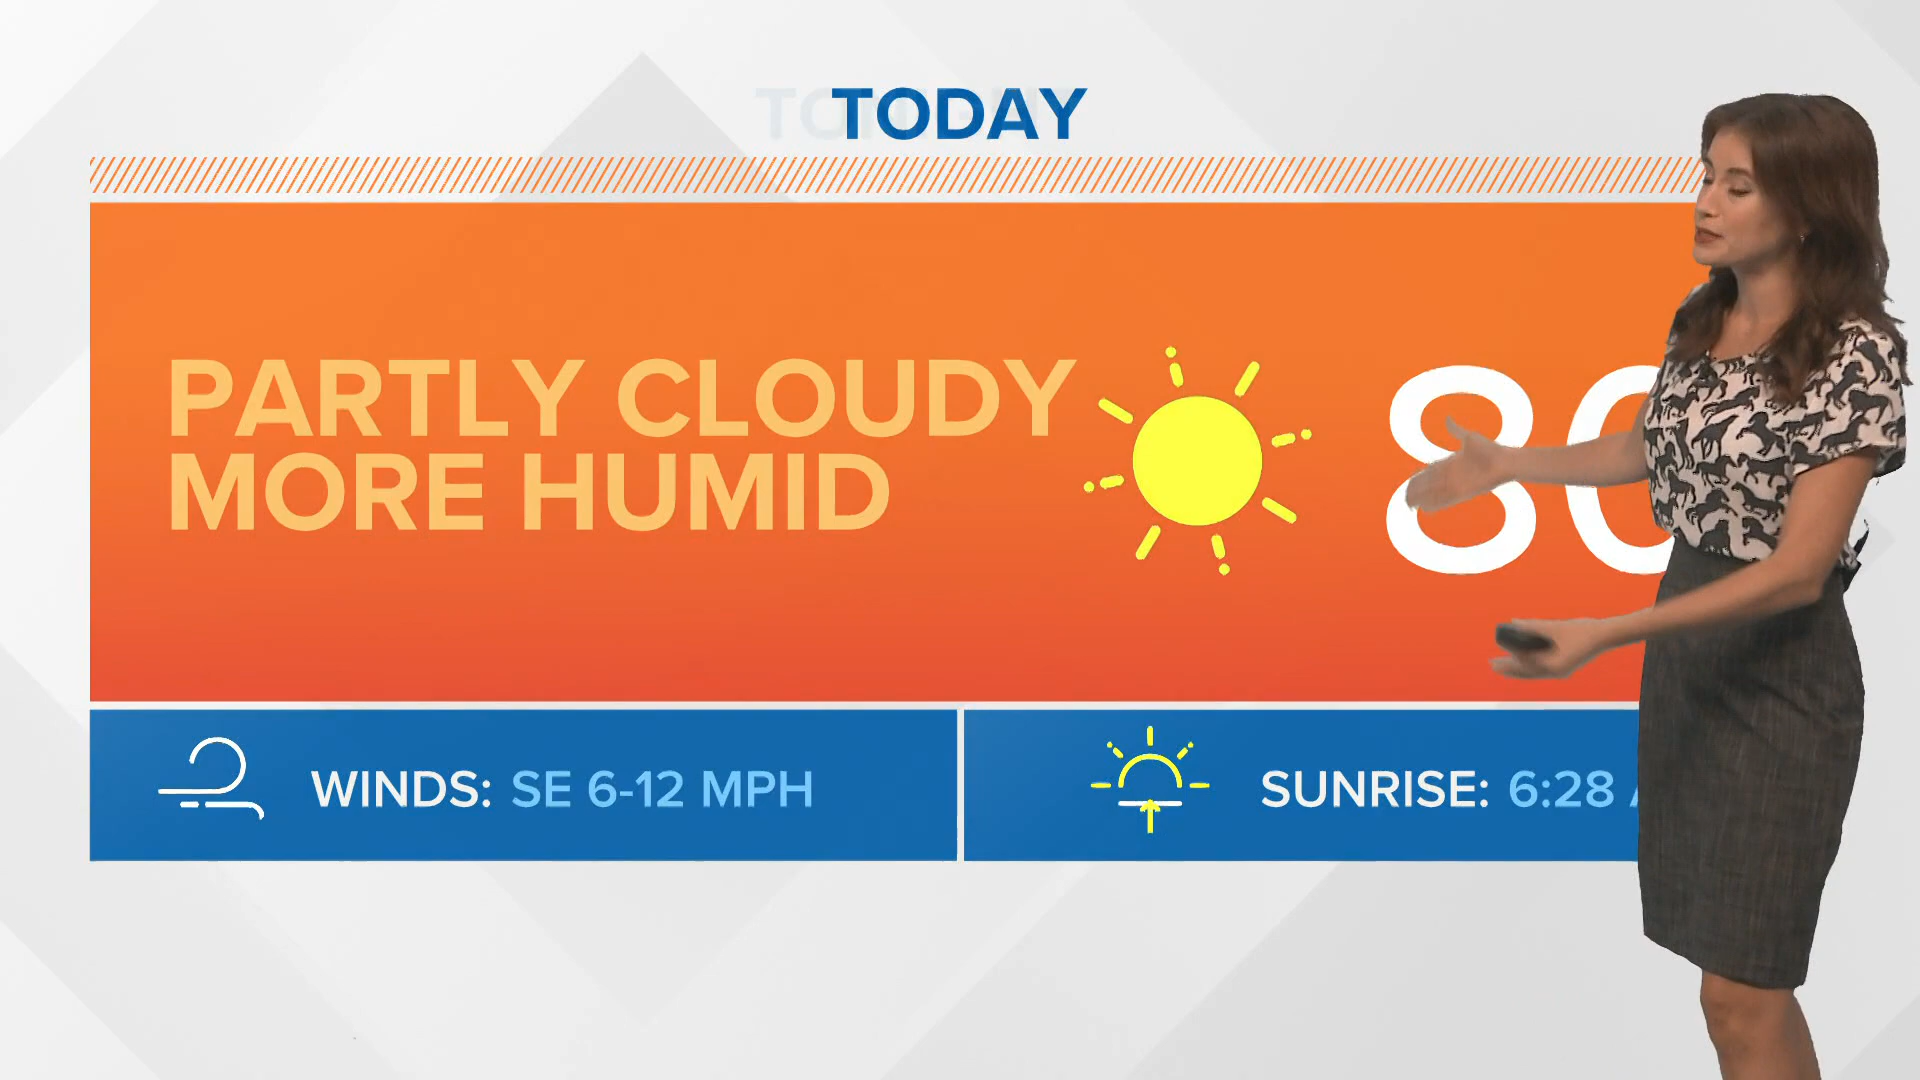 TODAY
PARTLY CLOUDY
MORE HUMID
80
WINDS: SE 6-12 MPH
SUNRISE: 6:28